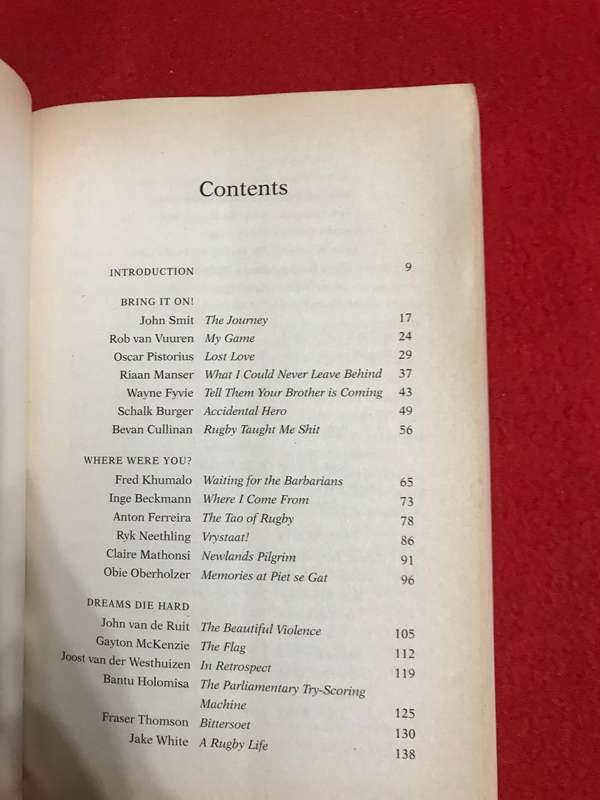 Contents
INTRODUCTION 9
BRING IT ON!
John Smit The Journey 17
Rob van Vuuren My Game 24
Oscar Pistorius Lost Love 29
Riaan Manser What I Could Never Leave Behind 37
Wayne Fyvie Tell Them Your Brother is Coming 43
Schalk Burger Accidental Hero 49
Bevan Cullinan Rugby Taught Me Shit 56
WHERE WERE YOU?
Fred Khumalo Waiting for the Barbarians 65
Inge Beckmann Where I Come From 73
Anton Ferreira The Tao of Rugby 78
Ryk Neethling Vrystaat! 86
Claire Mathonsi Newlands Pilgrim 91
Obie Oberholzer Memories at Piet se Gat 96
DREAMS DIE HARD
John van de Ruit The Beautiful Violence 105
Gayton McKenzie The Flag 112
Joost van der Westhuizen In Retrospect 119
Bantu Holomisa The Parliamentary Try-Scoring
Machine 125
Fraser Thomson Bittersoet 130
Jake White A Rugby Life 138